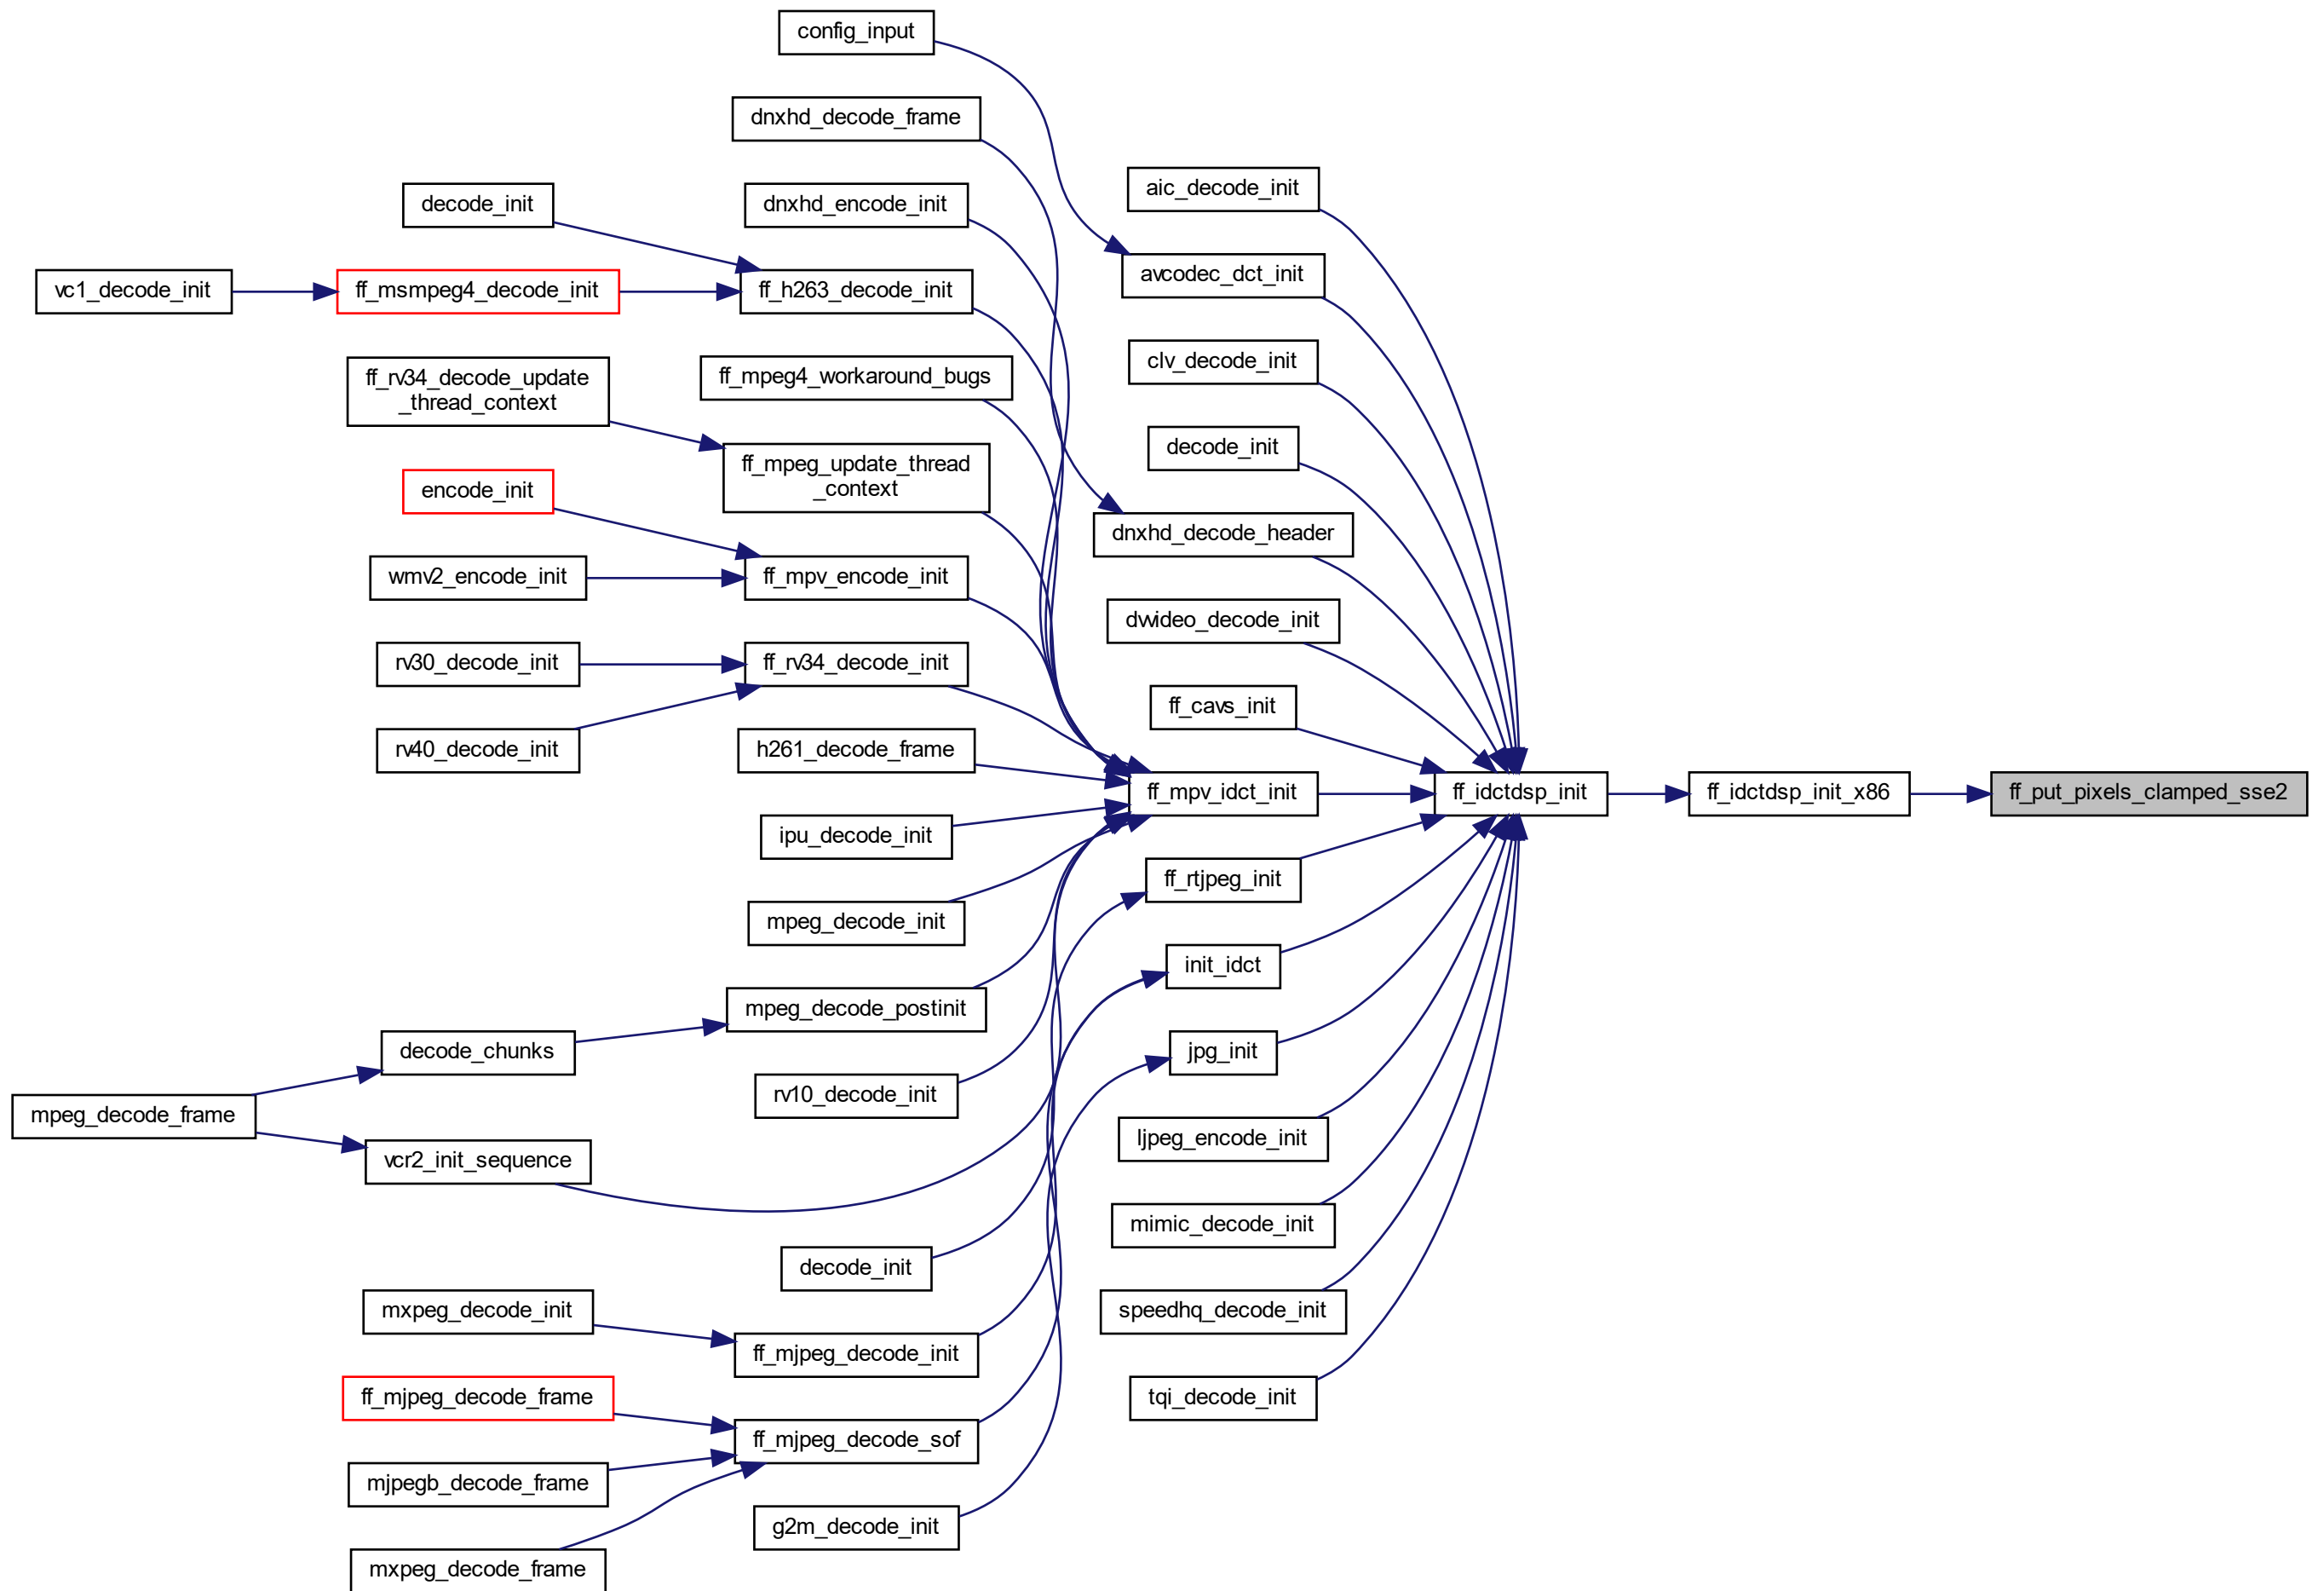 config_input
dnxhd_decode_frame
aic_decode_init
decode_init
dnxhd_encode_init
avcodec_dct_init
vc1_decode_init
ff_msmpeg4_decode_init
ff_h263_decode_init
clv_decode_init
ff_rv34_decode_update
_thread_context
ff_mpeg4_workaround_bugs
decode_init
ff_mpeg_update_thread
_context
encode_init
dnxhd_decode_header
wmv2_encode_init
ff_mpv_encode_init
dwideo_decode_init
rv30_decode_init
ff_rv34_decode_init
ff_cavs_init
rv40_decode_init
h261_decode_frame
ff_mpv_idct_init
ff_idctdsp_init
ff_idctdsp_init_x86
ff_put_pixels_clamped_sse2
ipu_decode_init
ff_rtjpeg_init
mpeg_decode_init
init_idct
mpeg_decode_postinit
decode_chunks
jpg_init
rv10_decode_init
mpeg_decode_frame
ljpeg_encode_init
vcr2_init_sequence
mimic_decode_init
decode_init
mxpeg_decode_init
speedhq_decode_init
ff_mjpeg_decode_init
ff_mjpeg_decode_frame
tqi_decode_init
ff_mjpeg_decode_sof
mjpegb_decode_frame
g2m_decode_init
mxpeg_decode_frame